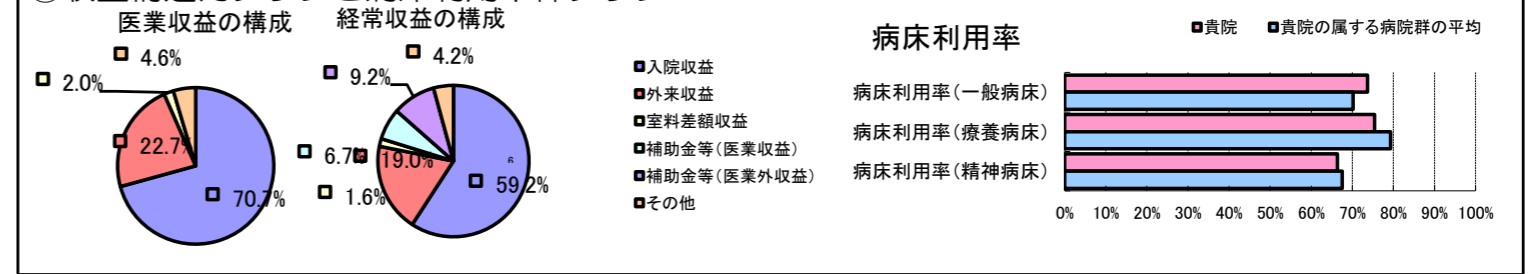 医業収益の構成
経常収益の構成
4.6%
2.0%
22.7%
70.7%
4.2%
9.2%
6.7%
19.0%
1.6%
59.2%
入院収益
外来収益
室料差額収益
補助金等(医業収益)
補助金等(医業外収益)
その他
病床利用率
貴院
貴院の属する病院群の平均
病床利用率(一般病床)
病床利用率(療養病床)
病床利用率(精神病床)
0% 10% 20% 30% 40% 50% 60% 70% 80% 90% 100%